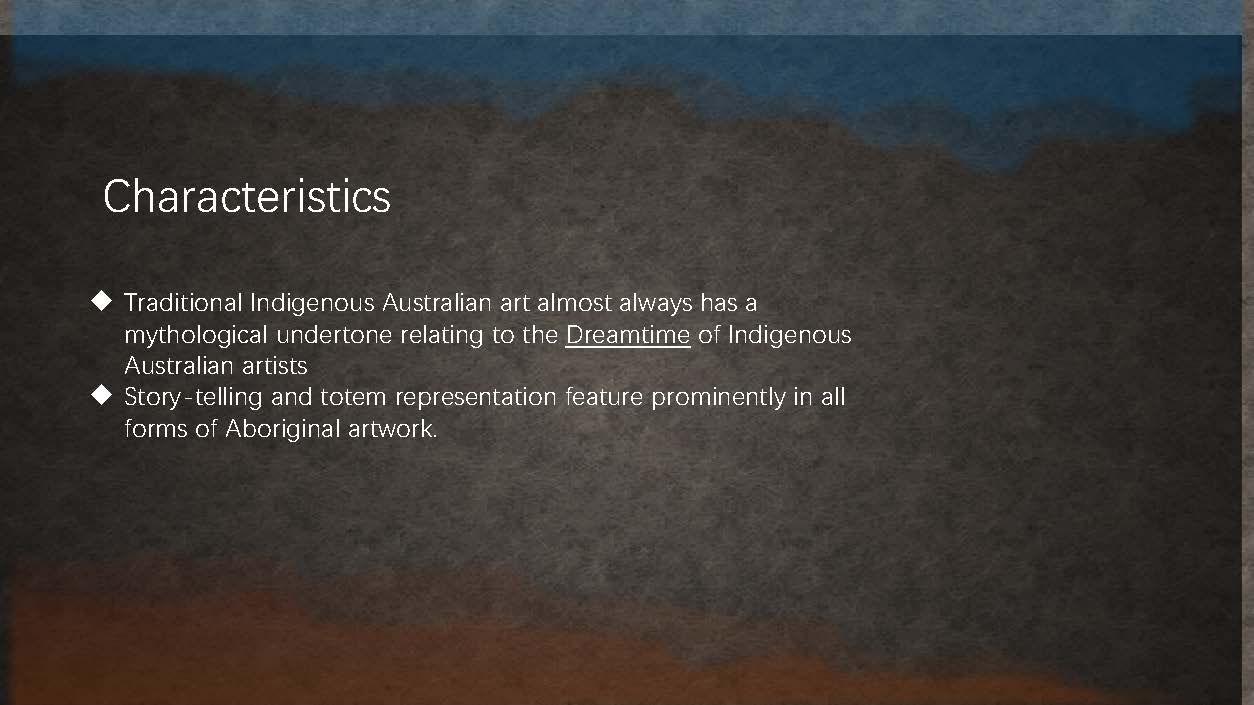 Characteristics
◆ Traditional Indigenous Australian art almost always has a
mythological undertone relating to the Dreamtime of Indigenous
Australian artists
◆ Story-telling and totem representation feature prominently in all
forms of Aboriginal artwork.